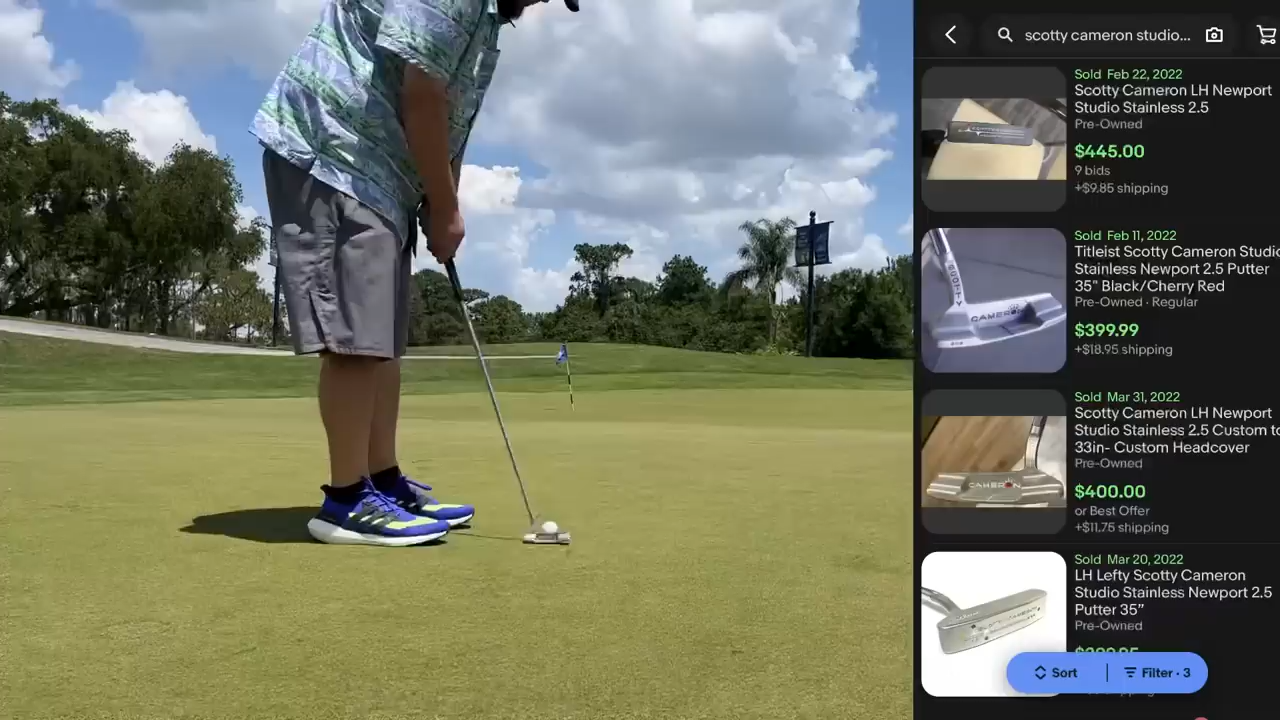 scotty cameron studio...
Sold Feb 22, 2022
Scotty Cameron LH Newport
Studio Stainless 2.5
Pre-Owned
$445.00
9 bids
+$9.85 shipping
Sold Feb 11, 2022
Titleist Scotty Cameron Studio
Stainless Newport 2.5 Putter
35" Black/Cherry Red
Pre-Owned · Regular
$399.99
+$18.95 shipping
SCOTTY
CAMERON
Sold Mar 31, 2022
Scotty Cameron LH Newport
Studio Stainless 2.5 Custom to
33in- Custom Headcover
Pre-Owned
$400.00
or Best Offer
+$11.75 shipping
CAMERON
Sold Mar 20, 2022
LH Lefty Scotty Cameron
Studio Stainless Newport 2.5
Putter 35”
Pre-Owned
Sort
Filter · 3